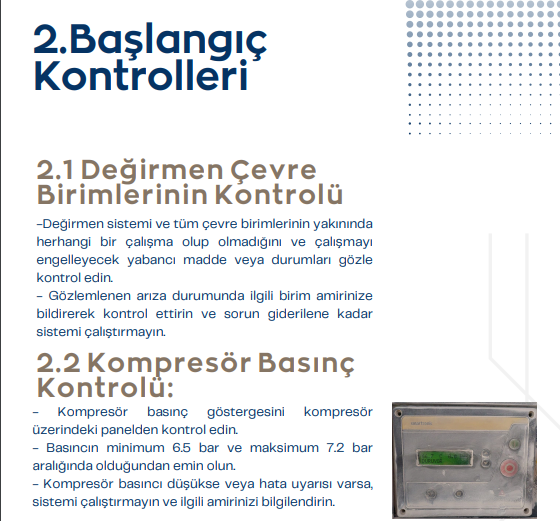 2.Başlangıç
Kontrolleri
2.1 Değirmen Çevre
Birimlerinin Kontrolü
-Değirmen sistemi ve tüm çevre birimlerinin yakınında
herhangi bir çalışma olup olmadığını ve çalışmayı
engelleyecek yabancı madde veya durumları gözle
kontrol edin.
- Gözlemlenen arıza durumunda ilgili birim amirinize
bildirerek kontrol ettirin ve sorun giderilene kadar
sistemi çalıştırmayın.
2.2 Kompresör Basınç
Kontrolü:
- Kompresör basınç göstergesini kompresör
üzerindeki panelden kontrol edin.
- Basıncın minimum 6.5 bar ve maksimum 7.2 bar
aralığında olduğundan emin olun.
- Kompresör basıncı düşükse veya hata uyarısı varsa,
sistemi çalıştırmayın ve ilgili amirinizi bilgilendirin.